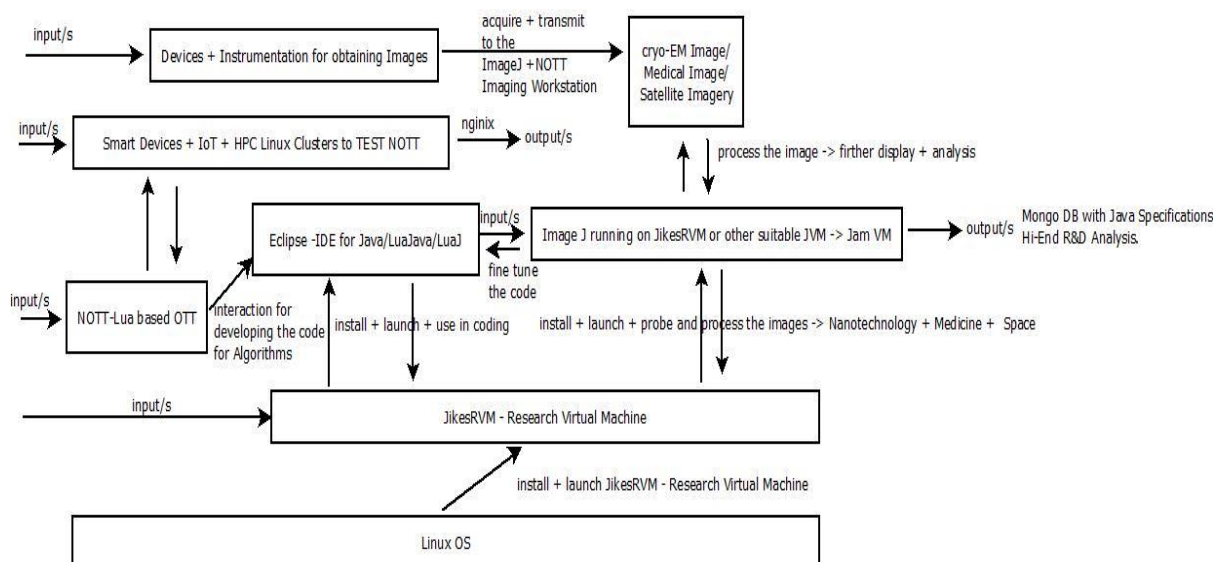 input/s
Devices + Instrumentation for obtaining Images
acquire + transmit
to the
ImageJ +NOTT
Imaging Workstation
cryo-EM Image/
Medical Image/
Satellite Imagery
input/s
Smart Devices + IoT + HPC Linux Clusters to TEST NOTT
nginix
output/s
process the image -> firther display + analysis
Eclipse -IDE for Java/LuaJava/LuaJ
input/s
fine tune
the code
Image J running on JikesRVM or other suitable JVM -> Jam VM
output/s
Mongo DB with Java Specifications
Hi-End R&D Analysis.
input/s
NOTT-Lua based OTT
interaction for
developing the code
for Algorithms
install + launch + use in coding
install + launch + probe and process the images -> Nanotechnology + Medicine + Space
input/s
JikesRVM - Research Virtual Machine
install + launch JikesRVM - Research Virtual Machine
Linux OS